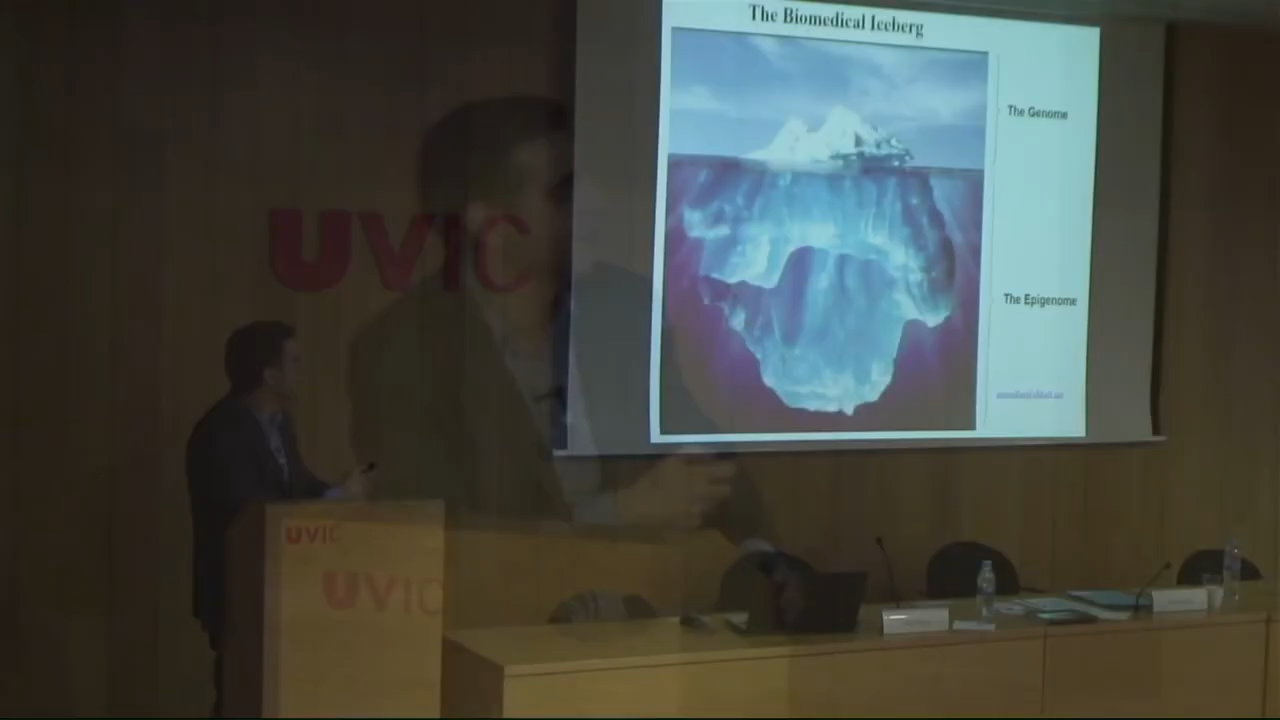 The Biomedical Iceberg
The Genome
UVIC
The Epigenome
UVIC
UVIC